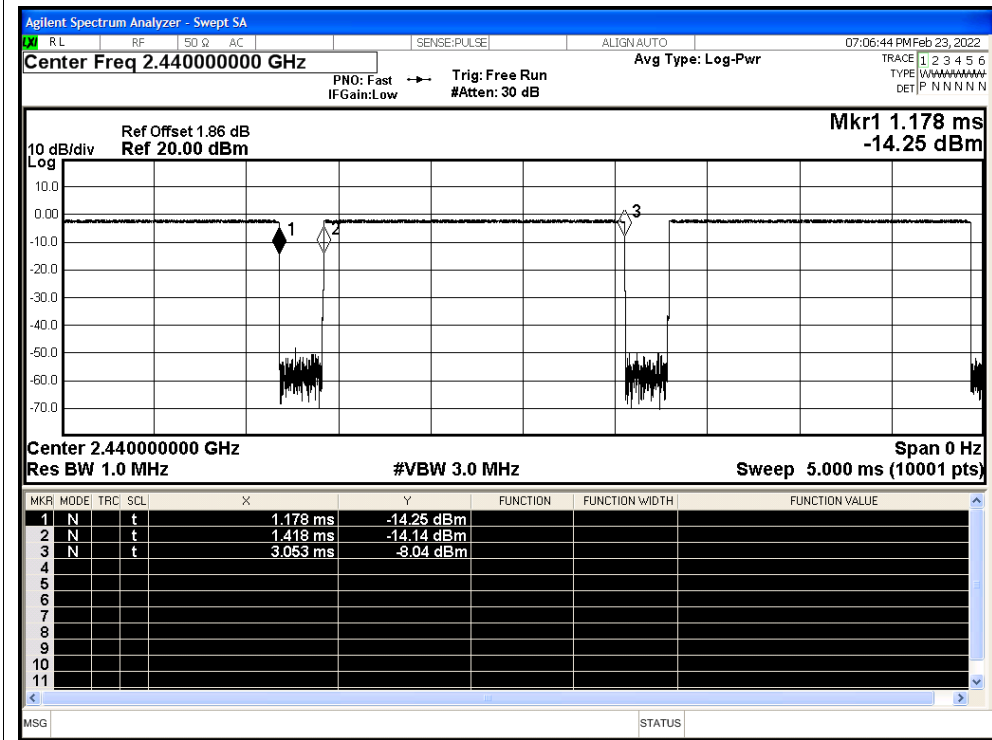 Agilent Spectrum Analyzer - Swept SA
LXI RL RF 50 Ω AC SENSE:PULSE ALIGN AUTO 07:06:44 PM Feb 23, 2022
Center Freq 2.440000000 GHz Avg Type: Log-Pwr TRACE 1 2 3 4 5 6
PNO: Fast Trig: Free Run TYPE
IFGain:Low #Atten: 30 dB DET P N N N N N
Mkr1 1.178 ms
Ref Offset 1.86 dB
10 dB/div Ref 20.00 dBm -14.25 dBm
Log
10.0
0.00
-10.0
-20.0
-30.0
-40.0
-50.0
-60.0
-70.0
1 2 3
Center 2.440000000 GHz Span 0 Hz
Res BW 1.0 MHz #VBW 3.0 MHz Sweep 5.000 ms (10001 pts)
MKR MODE TRC SCL X Y FUNCTION FUNCTION WIDTH FUNCTION VALUE
1 N t 1.178 ms -14.25 dBm
2 N t 1.418 ms -14.14 dBm
3 N t 3.053 ms -8.04 dBm
4
5
6
7
8
9
10
11
MSG STATUS